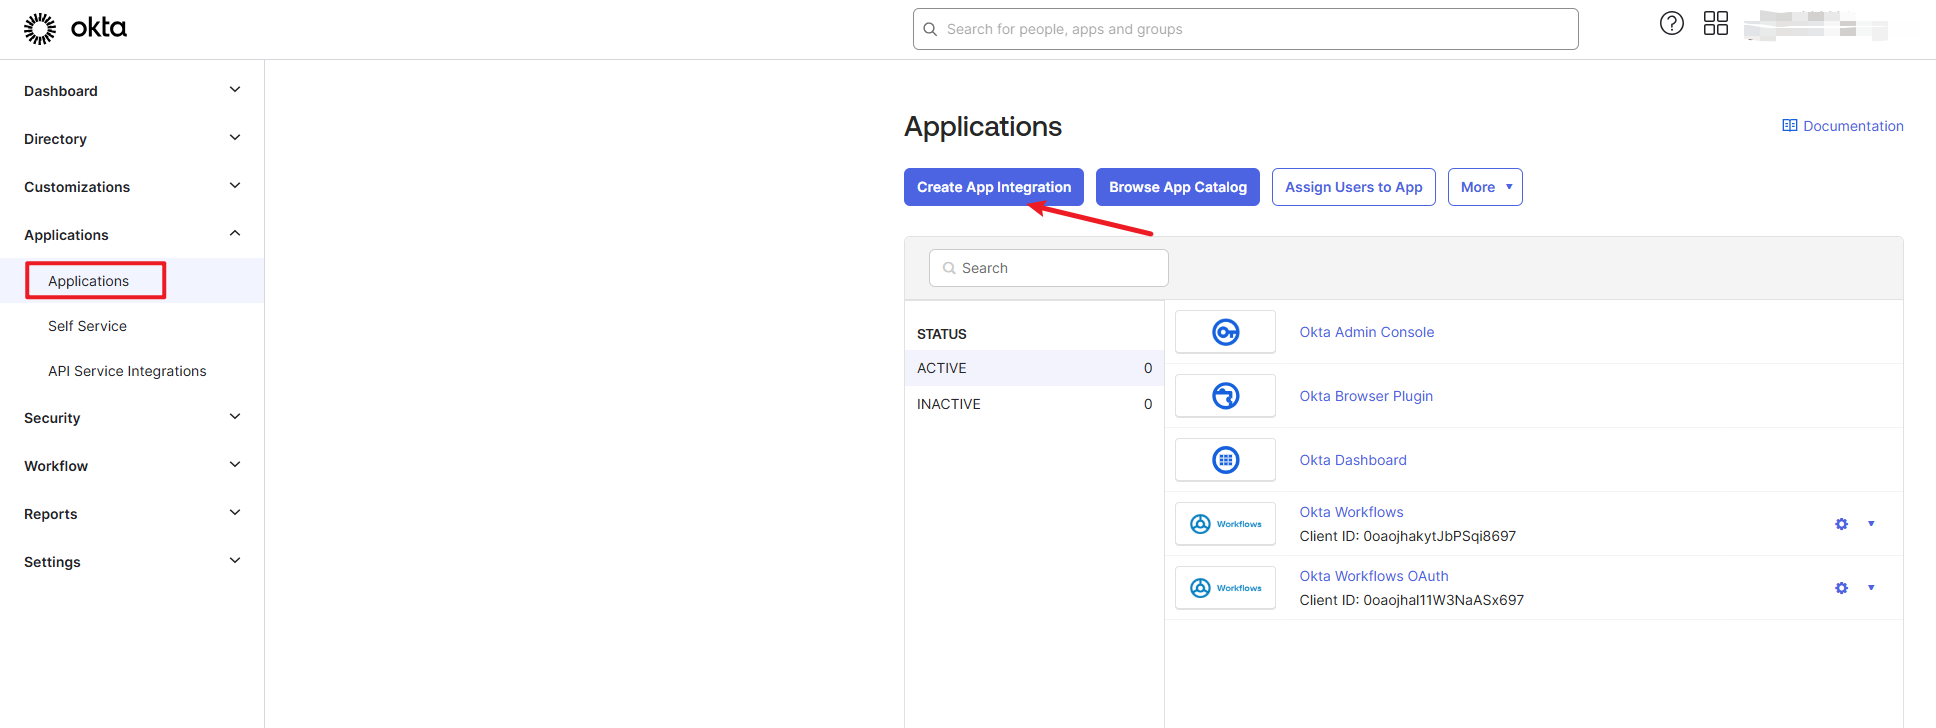 okta
Search for people, apps and groups
Dashboard
Directory
Customizations
Applications
Applications
Self Service
API Service Integrations
Security
Workflow
Reports
Settings
Applications
Documentation
Create App Integration
Browse App Catalog
Assign Users to App
More
Search
STATUS
ACTIVE 0
INACTIVE 0
Okta Admin Console
Okta Browser Plugin
Okta Dashboard
Workflows
Okta Workflows
Client ID: 0oaojhakytJbPSqi8697
Workflows
Okta Workflows OAuth
Client ID: 0oaojhal11W3NaASx697